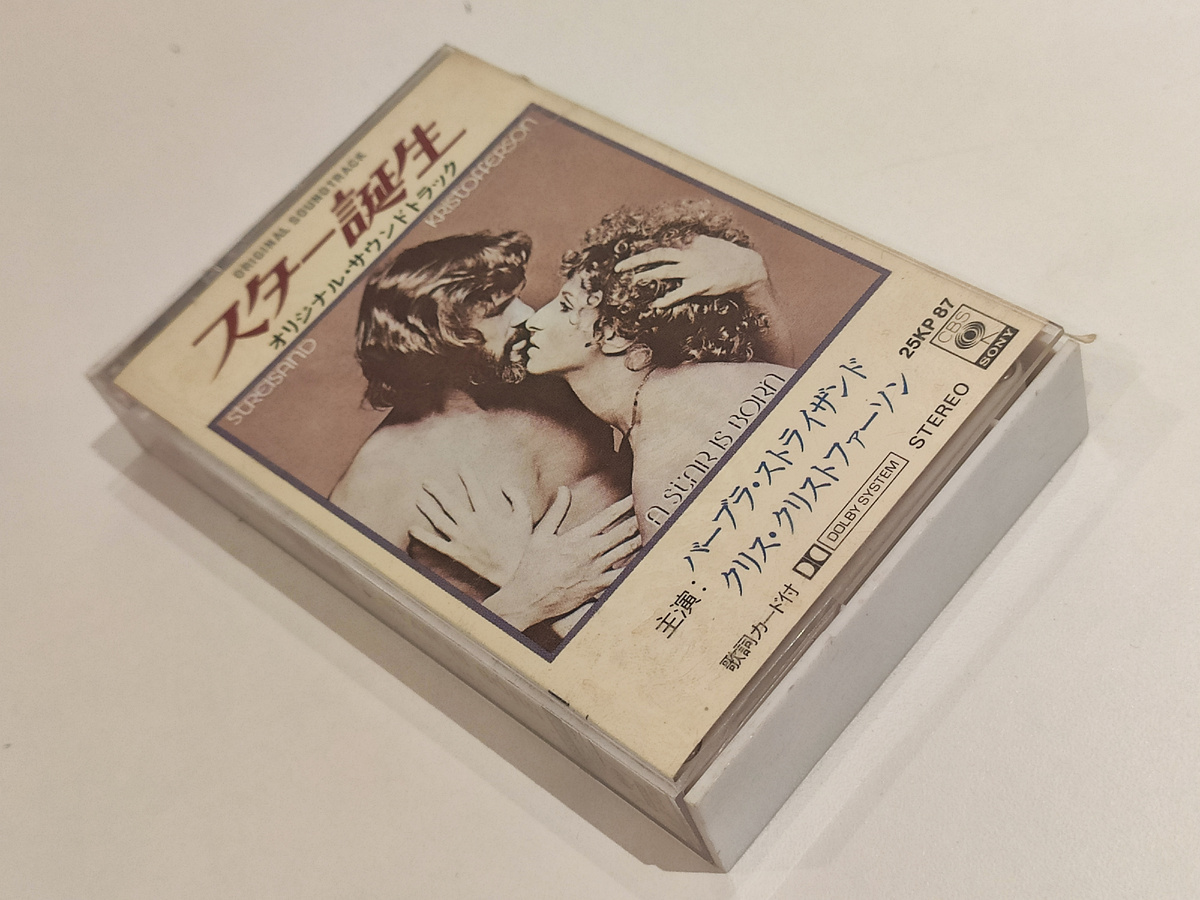 ORIGINAL SOUNDTRACK
スター誕生
オリジナル・サウンドトラック
STREISAND
KRISTOFFERSON
A STAR IS BORN
主演：バーブラ・ストライザンド
クリス・クリストファーソン
25KP 87
CBS
SONY
歌詞カード付
DOLBY SYSTEM
STEREO